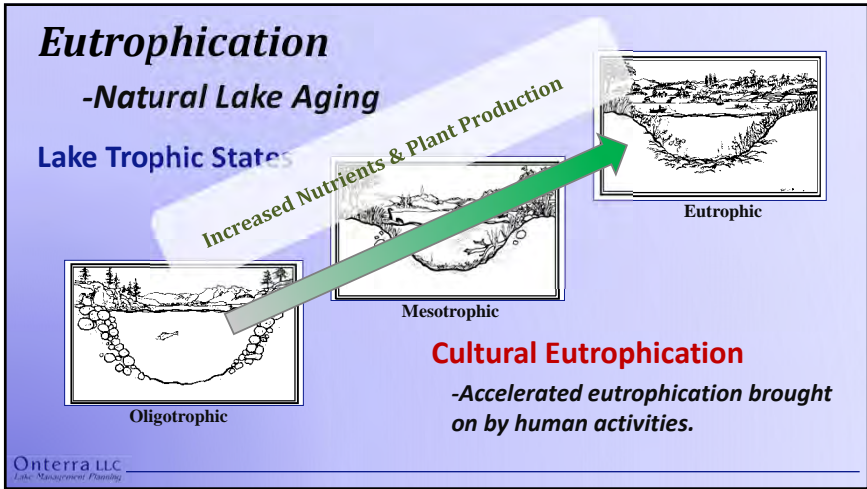 Eutrophication
-Natural Lake Aging
Lake Trophic States
Increased Nutrients & Plant Production
Eutrophic
Mesotrophic
Oligotrophic
Cultural Eutrophication
-Accelerated eutrophication brought
on by human activities.
Onterra LLC
Lake Management Planning